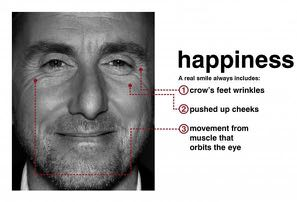 happiness
A real smile always includes:
1 crow's feet wrinkles
2 pushed up cheeks
3 movement from
muscle that
orbits the eye